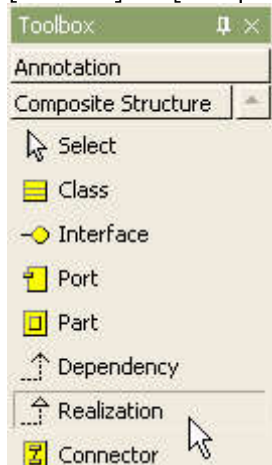 Toolbox
Annotation
Composite Structure
Select
Class
Interface
Port
Part
Dependency
Realization
Connector